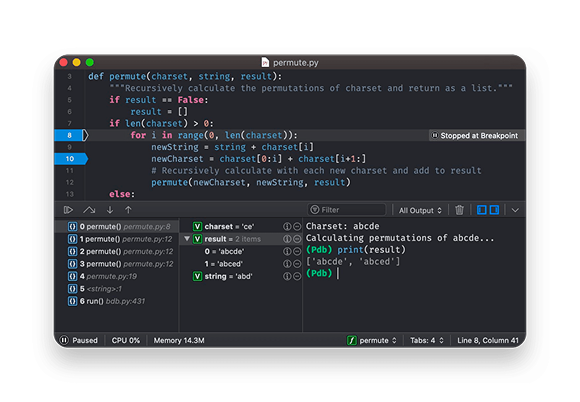 permute.py
3 def permute(charset, string, result):
4 """Recursively calculate the permutations of charset and return as a list."""
5 if result == False:
6 result = []
7 if len(charset) > 0:
8 for i in range(0, len(charset)): Stopped at Breakpoint
9 newString = string + charset[i]
10 newCharset = charset[0:i] + charset[i+1:]
11 # Recursively calculate with each new charset and add to result
12 permute(newCharset, newString, result)
13 else:
Filter All Output
0 permute() permute.py:8
1 permute() permute.py:12
2 permute() permute.py:12
3 permute() permute.py:12
4 permute.py:19
5 <string>:1
6 run() bdb.py:431
V charset = 'ce'
V result = 2 items
0 = 'abcde'
1 = 'abced'
V string = 'abd'
Charset: abcde
Calculating permutations of abcde...
(Pdb) print(result)
['abcde', 'abced']
(Pdb)
Paused CPU 0% Memory 14.3M f permute Tabs: 4 Line 8, Column 41